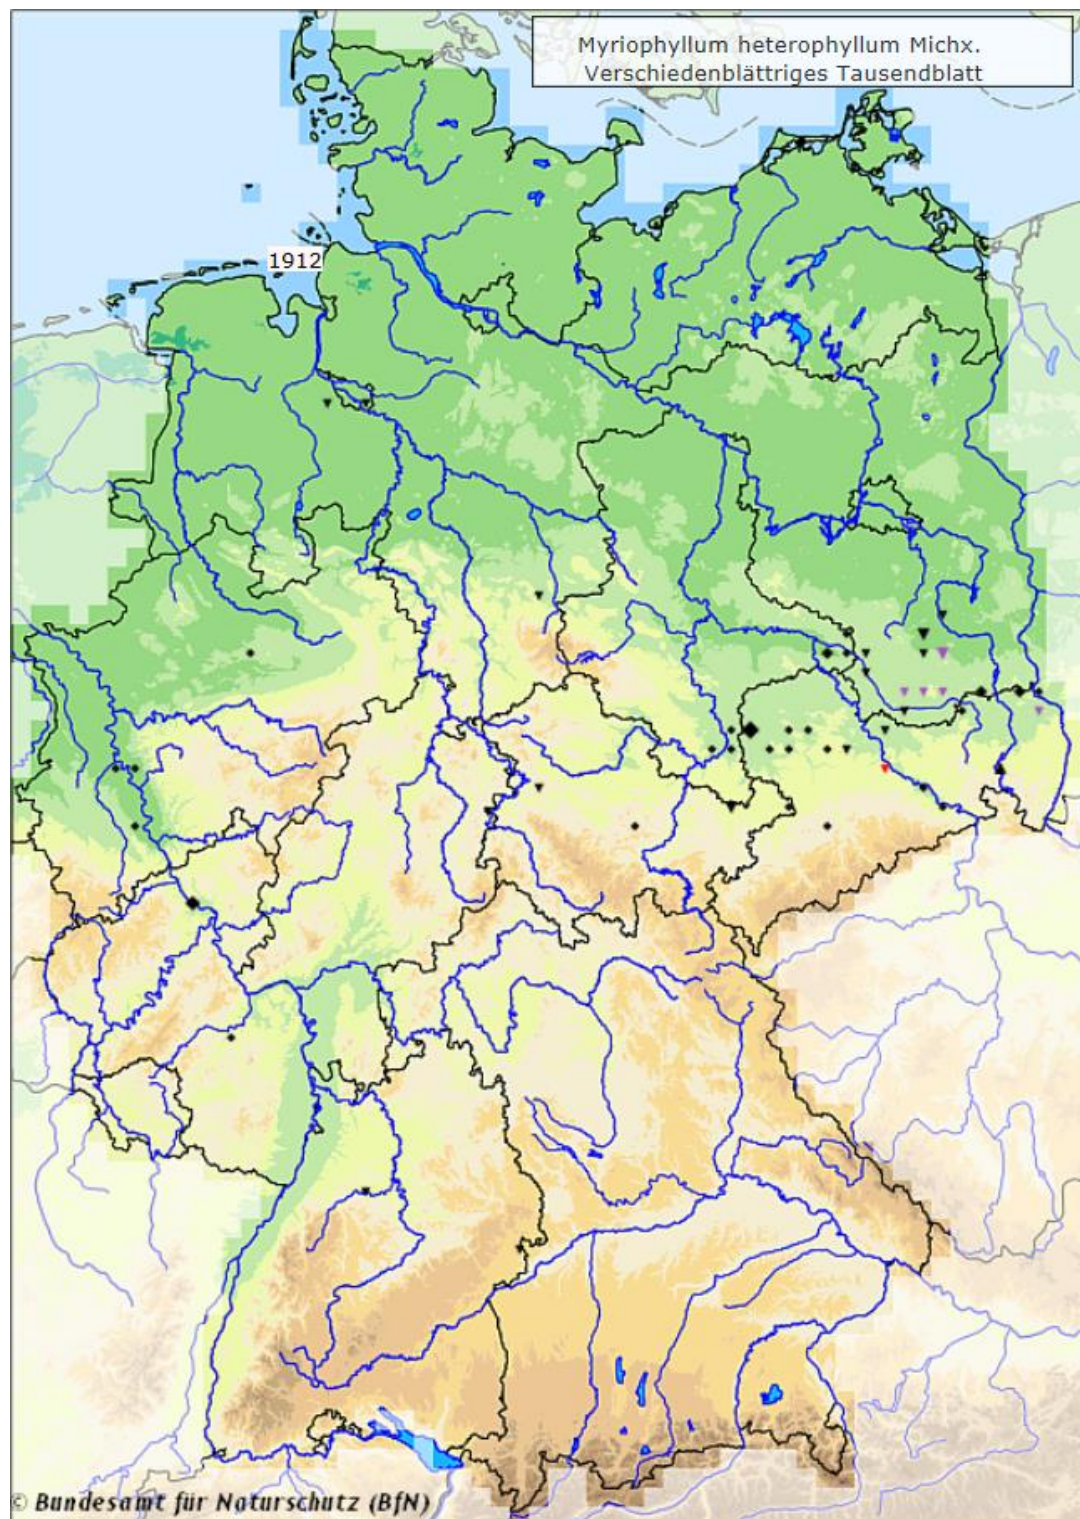 Myriophyllum heterophyllum Michx.
Verschiedenblättriges Tausendblatt
1912
© Bundesamt für Naturschutz (BfN)